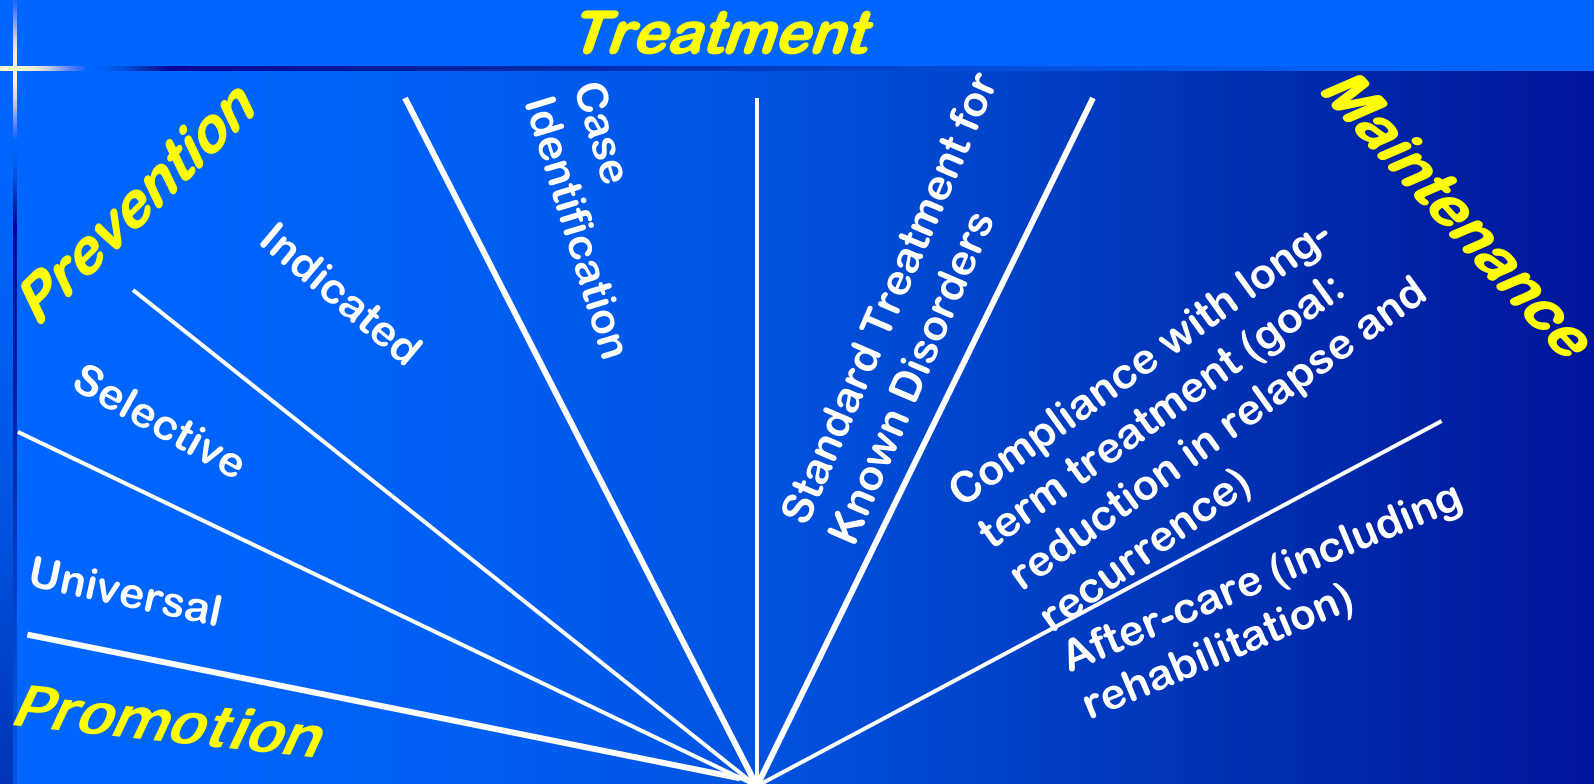 Treatment
Prevention
Maintenance
Case
Identification
Standard Treatment for
Known Disorders
Indicated
Selective
Universal
Compliance with long-
term treatment (goal:
reduction in relapse and
recurrence)
After-care (including
rehabilitation)
Promotion